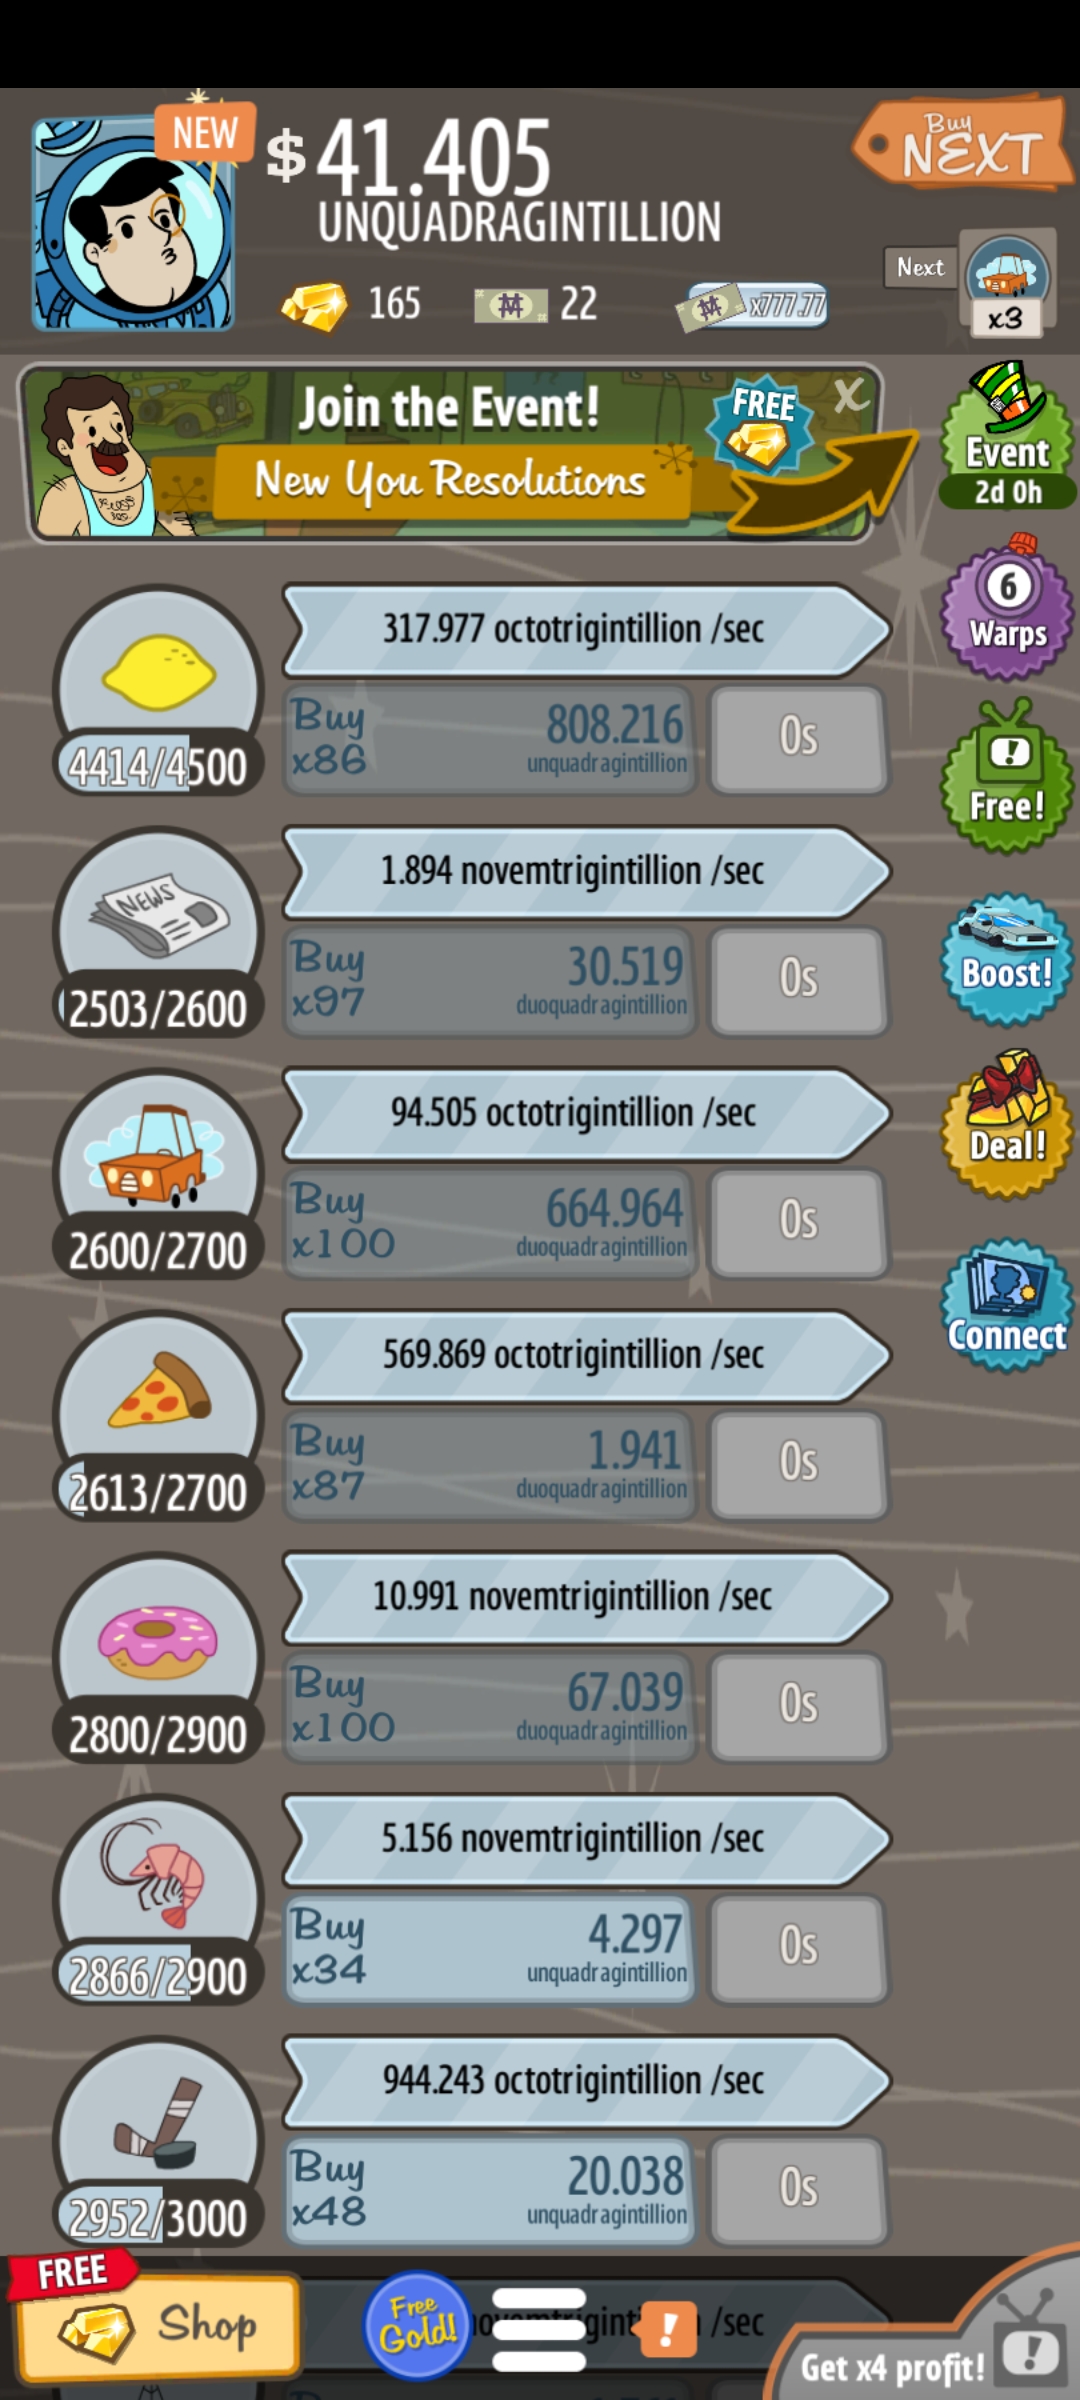 NEW
$ 41.405
UNQUADRAGINTILLION
Buy
NEXT
165
22
x777.77
Next
x3
Join the Event!
FREE
X
New You Resolutions
Event
2d 0h
317.977 octotrigintillion /sec
6
Warps
Buy
x86
808.216
unquadragintillion
0s
4414/4500
!
Free!
1.894 novemtrigintillion /sec
NEWS
Buy
x97
30.519
duoquadragintillion
0s
2503/2600
Boost!
94.505 octotrigintillion /sec
Deal!
Buy
x100
664.964
duoquadragintillion
0s
2600/2700
Connect
569.869 octotrigintillion /sec
Buy
x87
1.941
duoquadragintillion
0s
2613/2700
10.991 novemtrigintillion /sec
Buy
x100
67.039
duoquadragintillion
0s
2800/2900
5.156 novemtrigintillion /sec
Buy
x34
4.297
unquadragintillion
0s
2866/2900
944.243 octotrigintillion /sec
Buy
x48
20.038
unquadragintillion
0s
2952/3000
FREE
Shop
Free
Gold!
!
/sec
Get x4 profit!
!